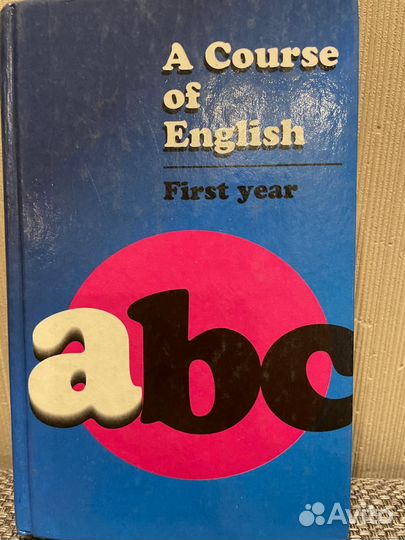 A Course
of
English
First year
abc
Avito